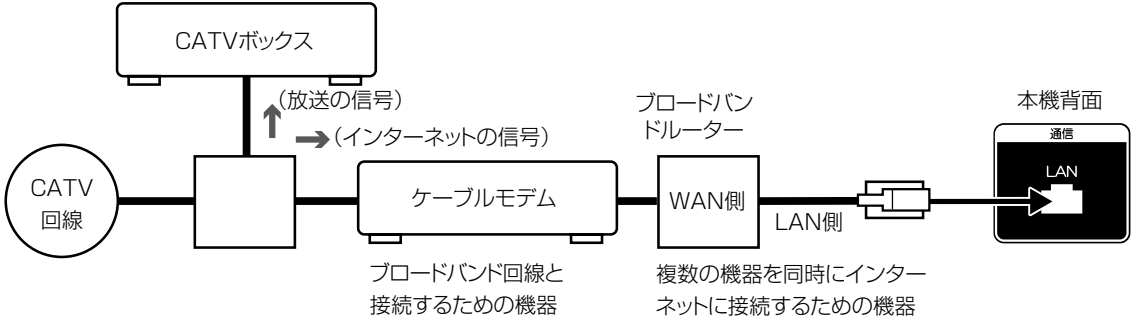 CATVボックス
(放送の信号)
(インターネットの信号)
ブロードバン
ドルーター
本機背面
通信
LAN
CATV
回線
ケーブルモデム
WAN側
LAN側
ブロードバンド回線と
接続するための機器
複数の機器を同時にインター
ネットに接続するための機器